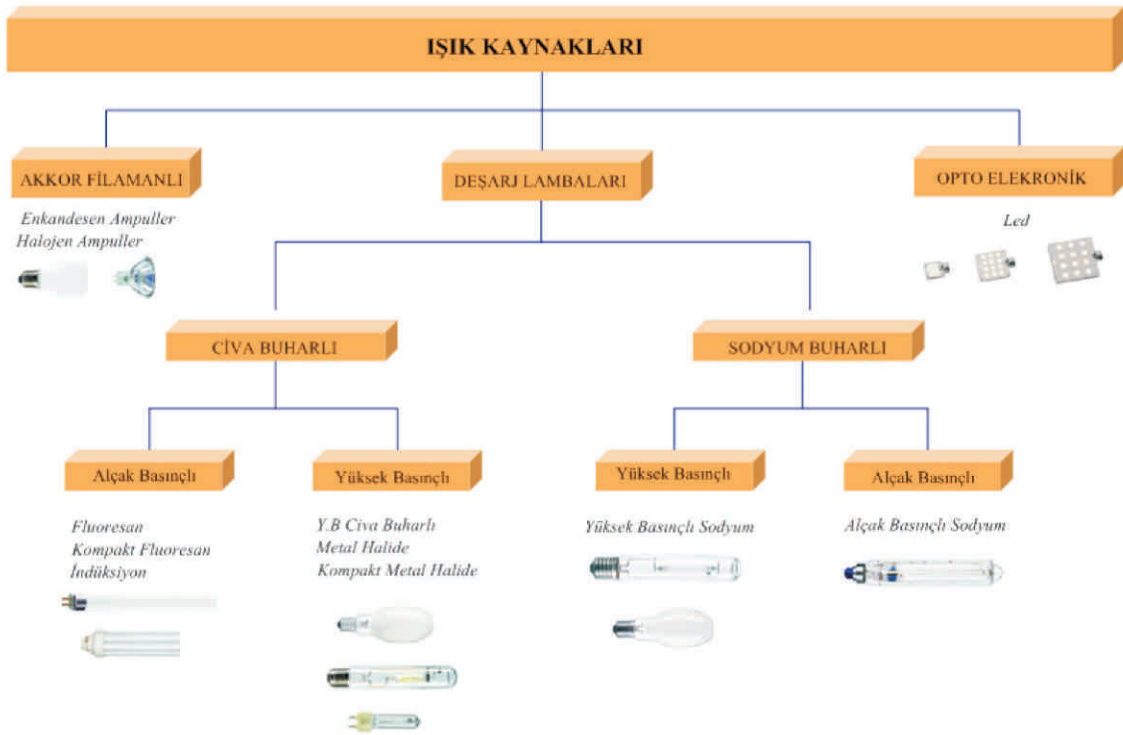 IŞIK KAYNAKLARI
AKKOR FİLAMANLI
DEŞARJ LAMBALARI
OPTO ELEKRONİK
Enkandesen Ampuller
Halojen Ampuller
Led
CİVA BUHARLI
SODYUM BUHARLI
Alçak Basınçlı
Yüksek Basınçlı
Yüksek Basınçlı
Alçak Basınçlı
Fluoresan
Kompakt Fluoresan
İndüksiyon
Y.B Civa Buharlı
Metal Halide
Kompakt Metal Halide
Yüksek Basınçlı Sodyum
Alçak Basınçlı Sodyum